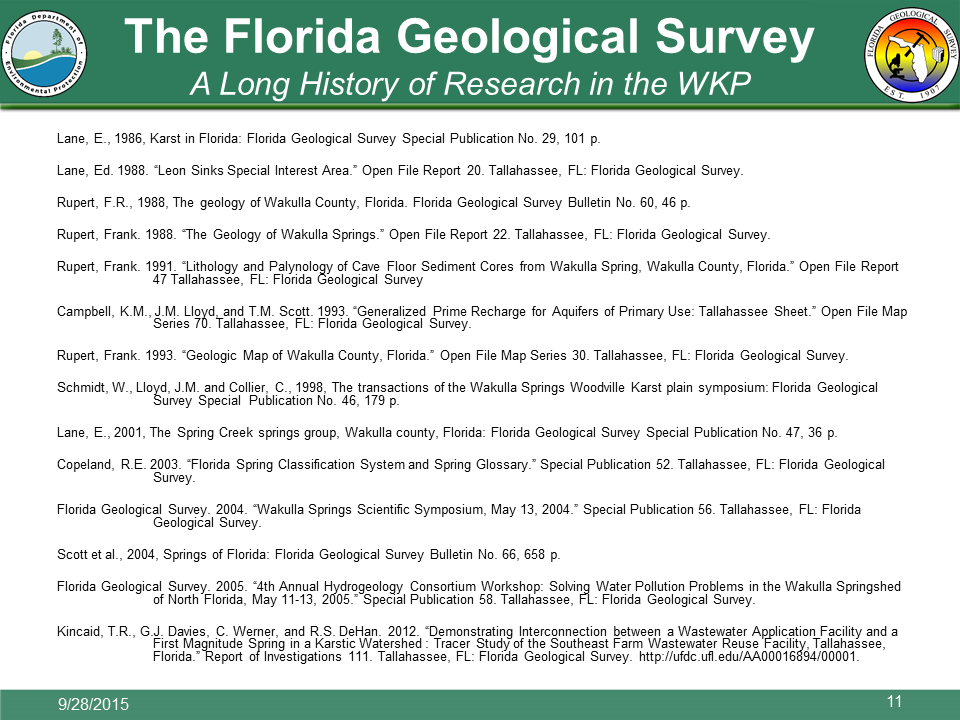 Florida Department of
Environmental Protection
The Florida Geological Survey
A Long History of Research in the WKP
FLORIDA GEOLOGICAL SURVEY
EST. 1907
Lane, E., 1986, Karst in Florida: Florida Geological Survey Special Publication No. 29, 101 p.
Lane, Ed. 1988. “Leon Sinks Special Interest Area.” Open File Report 20. Tallahassee, FL: Florida Geological Survey.
Rupert, F.R., 1988, The geology of Wakulla County, Florida. Florida Geological Survey Bulletin No. 60, 46 p.
Rupert, Frank. 1988. “The Geology of Wakulla Springs.” Open File Report 22. Tallahassee, FL: Florida Geological Survey.
Rupert, Frank. 1991. “Lithology and Palynology of Cave Floor Sediment Cores from Wakulla Spring, Wakulla County, Florida.” Open File Report
47 Tallahassee, FL: Florida Geological Survey
Campbell, K.M., J.M. Lloyd, and T.M. Scott. 1993. “Generalized Prime Recharge for Aquifers of Primary Use: Tallahassee Sheet.” Open File Map
Series 70. Tallahassee, FL: Florida Geological Survey.
Rupert, Frank. 1993. “Geologic Map of Wakulla County, Florida.” Open File Map Series 30. Tallahassee, FL: Florida Geological Survey.
Schmidt, W., Lloyd, J.M. and Collier, C., 1998, The transactions of the Wakulla Springs Woodville Karst plain symposium: Florida Geological
Survey Special Publication No. 46, 179 p.
Lane, E., 2001, The Spring Creek springs group, Wakulla county, Florida: Florida Geological Survey Special Publication No. 47, 36 p.
Copeland, R.E. 2003. “Florida Spring Classification System and Spring Glossary.” Special Publication 52. Tallahassee, FL: Florida Geological
Survey.
Florida Geological Survey. 2004. “Wakulla Springs Scientific Symposium, May 13, 2004.” Special Publication 56. Tallahassee, FL: Florida
Geological Survey.
Scott et al., 2004, Springs of Florida: Florida Geological Survey Bulletin No. 66, 658 p.
Florida Geological Survey. 2005. “4th Annual Hydrogeology Consortium Workshop: Solving Water Pollution Problems in the Wakulla Springshed
of North Florida, May 11-13, 2005.” Special Publication 58. Tallahassee, FL: Florida Geological Survey.
Kincaid, T.R., G.J. Davies, C. Werner, and R.S. DeHan. 2012. “Demonstrating Interconnection between a Wastewater Application Facility and a
First Magnitude Spring in a Karstic Watershed : Tracer Study of the Southeast Farm Wastewater Reuse Facility, Tallahassee,
Florida.” Report of Investigations 111. Tallahassee, FL: Florida Geological Survey. http://ufdc.ufl.edu/AA00016894/00001.
9/28/2015
11